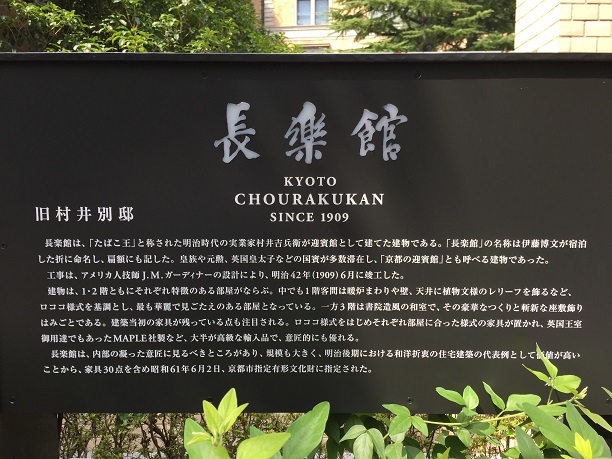 長樂館
KYOTO
CHOURAKUKAN
SINCE 1909
旧村井別邸
長楽館は、「たばこ王」と称された明治時代の実業家村井吉兵衛が迎賓館として建てた建物である。「長楽館」の名称は伊藤博文が宿泊
した折に命名し、扁額にも記した。皇族や元勲、英国皇太子などの国賓が多数滞在し、「京都の迎賓館」とも呼べる建物であった。
工事は、アメリカ人技師J.M.ガーディナーの設計により、明治42年(1909)6月に竣工した。
建物は、1・2階ともにそれぞれ特徴のある部屋がならぶ。中でも1階客間は暖炉まわりや壁、天井に植物文様のレリーフを飾るなど、
ロココ様式を基調とし、最も華麗で見ごたえのある部屋となっている。一方3階は書院造風の和室で、その豪華なつくりと斬新な座敷飾り
はみごとである。建築当初の家具が残っている点も注目される。ロココ様式をはじめそれぞれ部屋に合った様式の家具が置かれ、英国王室
御用達でもあったMAPLE社製など、大半が高級な輸入品で、意匠的にも優れる。
長楽館は、内部の凝った意匠に見るべきところがあり、規模も大きく、明治後期における和洋折衷の住宅建築の代表例として価値が高い
ことから、家具30点を含め昭和61年6月2日、京都市指定有形文化財に指定された。